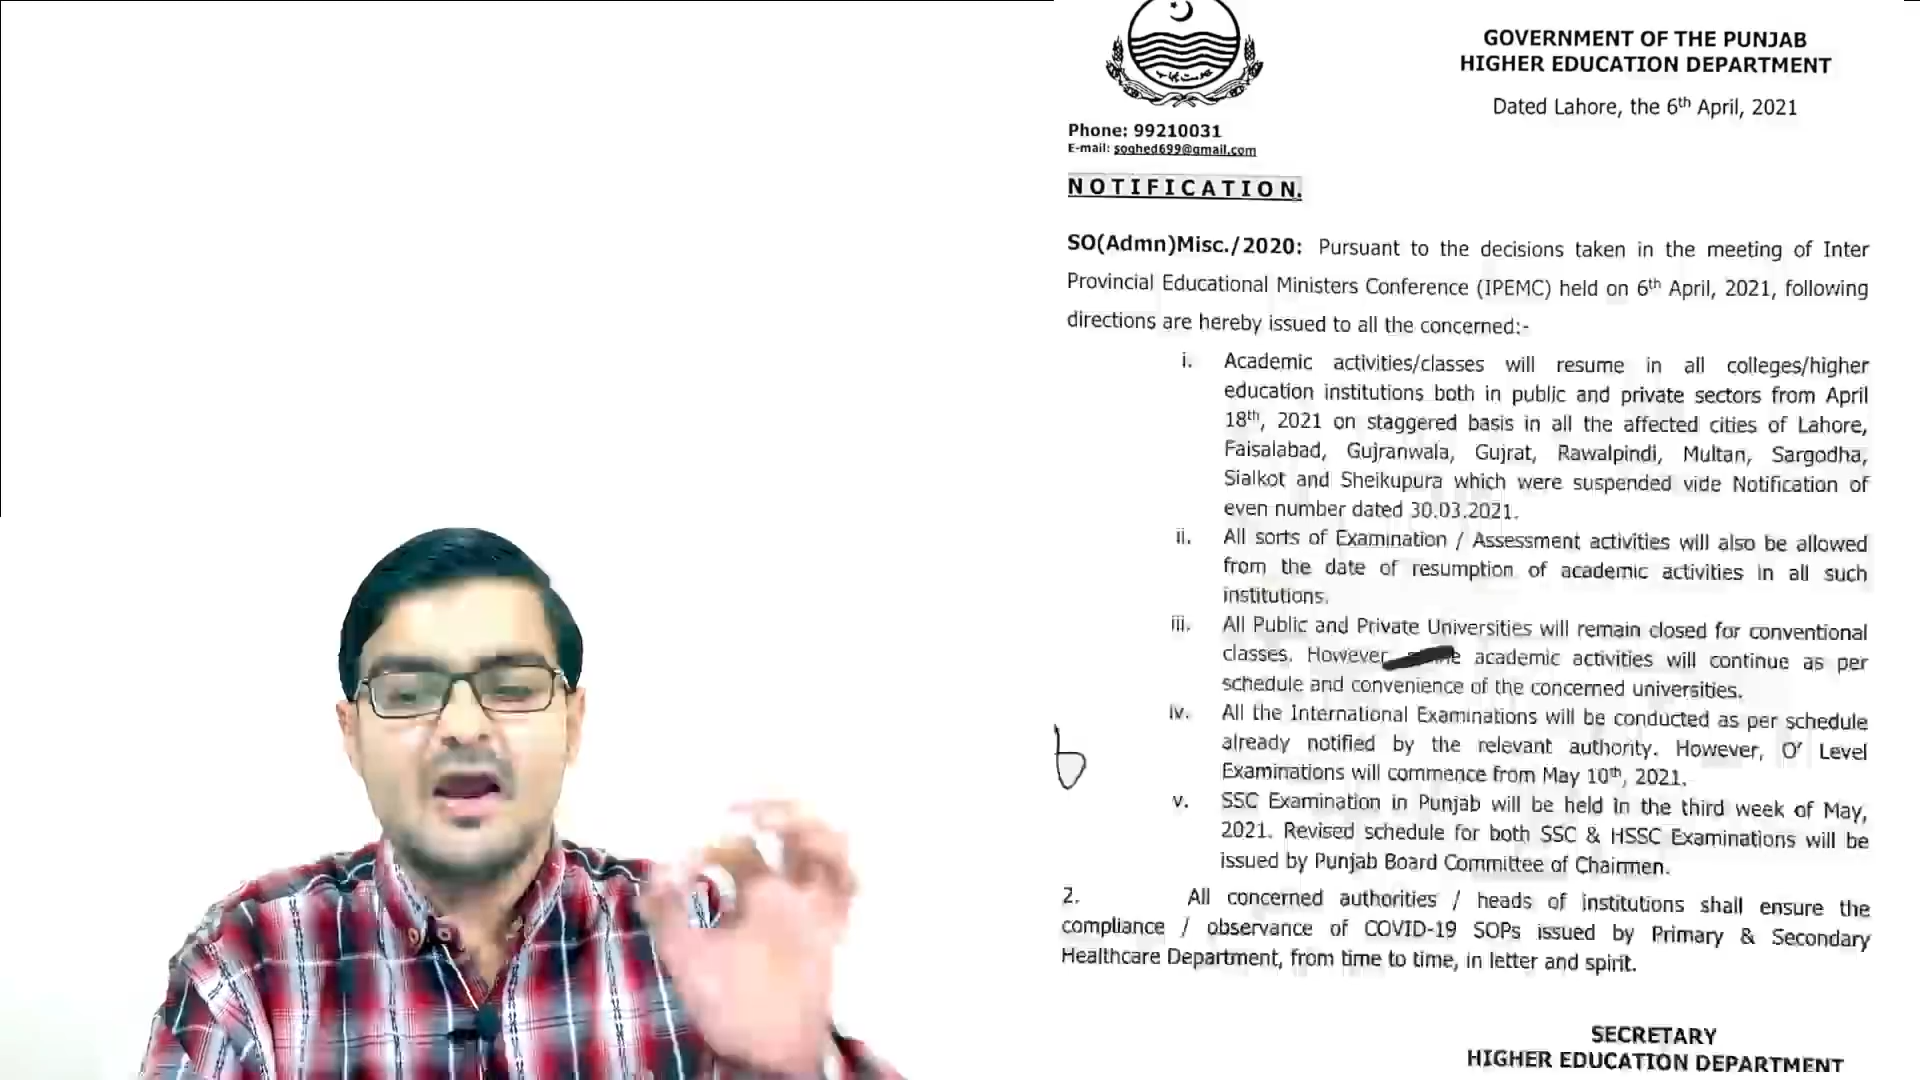 حکومت پنجاب
GOVERNMENT OF THE PUNJAB
HIGHER EDUCATION DEPARTMENT
Dated Lahore, the 6th April, 2021
Phone: 99210031
E-mail: soghed699@gmail.com
NOTIFICATION.
SO(Admn)Misc./2020: Pursuant to the decisions taken in the meeting of Inter
Provincial Educational Ministers Conference (IPEMC) held on 6th April, 2021, following
directions are hereby issued to all the concerned:-
i. Academic activities/classes will resume in all colleges/higher
education institutions both in public and private sectors from April
18th, 2021 on staggered basis in all the affected cities of Lahore,
Faisalabad, Gujranwala, Gujrat, Rawalpindi, Multan, Sargodha,
Sialkot and Sheikupura which were suspended vide Notification of
even number dated 30.03.2021.
ii. All sorts of Examination / Assessment activities will also be allowed
from the date of resumption of academic activities in all such
institutions.
iii. All Public and Private Universities will remain closed for conventional
classes. However academic activities will continue as per
schedule and convenience of the concerned universities.
iv. All the International Examinations will be conducted as per schedule
already notified by the relevant authority. However, O' Level
Examinations will commence from May 10th, 2021.
v. SSC Examination in Punjab will be held in the third week of May,
2021. Revised schedule for both SSC & HSSC Examinations will be
issued by Punjab Board Committee of Chairmen.
2. All concerned authorities / heads of institutions shall ensure the
compliance / observance of COVID-19 SOPs issued by Primary & Secondary
Healthcare Department, from time to time, in letter and spirit.
SECRETARY
HIGHER EDUCATION DEPARTMENT